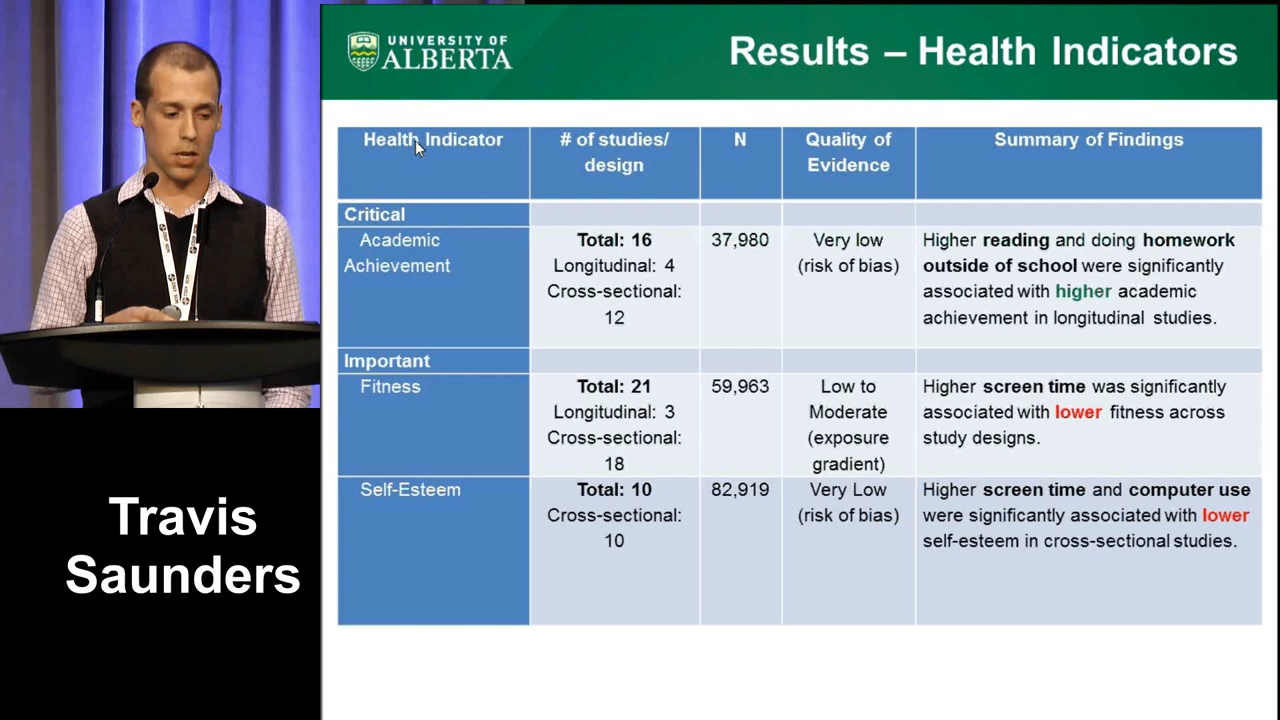 UNIVERSITY OF
ALBERTA
Results – Health Indicators
Health Indicator
# of studies/
design
N
Quality of
Evidence
Summary of Findings
Critical
Academic
Achievement
Total: 16
Longitudinal: 4
Cross-sectional:
12
37,980
Very low
(risk of bias)
Higher reading and doing homework
outside of school were significantly
associated with higher academic
achievement in longitudinal studies.
Important
Fitness
Total: 21
Longitudinal: 3
Cross-sectional:
18
59,963
Low to
Moderate
(exposure
gradient)
Higher screen time was significantly
associated with lower fitness across
study designs.
Self-Esteem
Total: 10
Cross-sectional:
10
82,919
Very Low
(risk of bias)
Higher screen time and computer use
were significantly associated with lower
self-esteem in cross-sectional studies.
Travis
Saunders